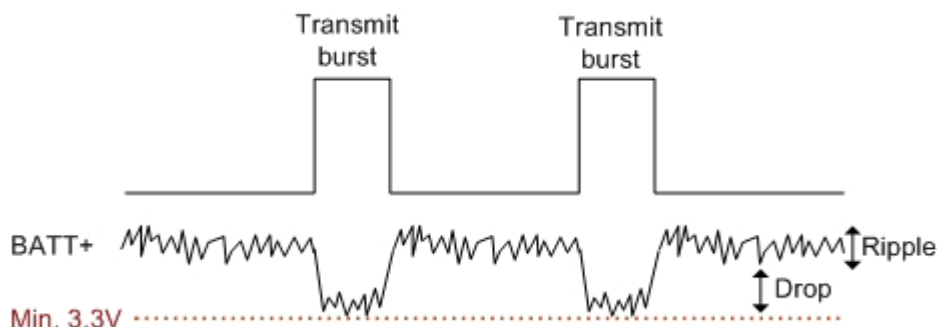 Transmit
burst
Transmit
burst
BATT+
Ripple
Drop
Min. 3.3V